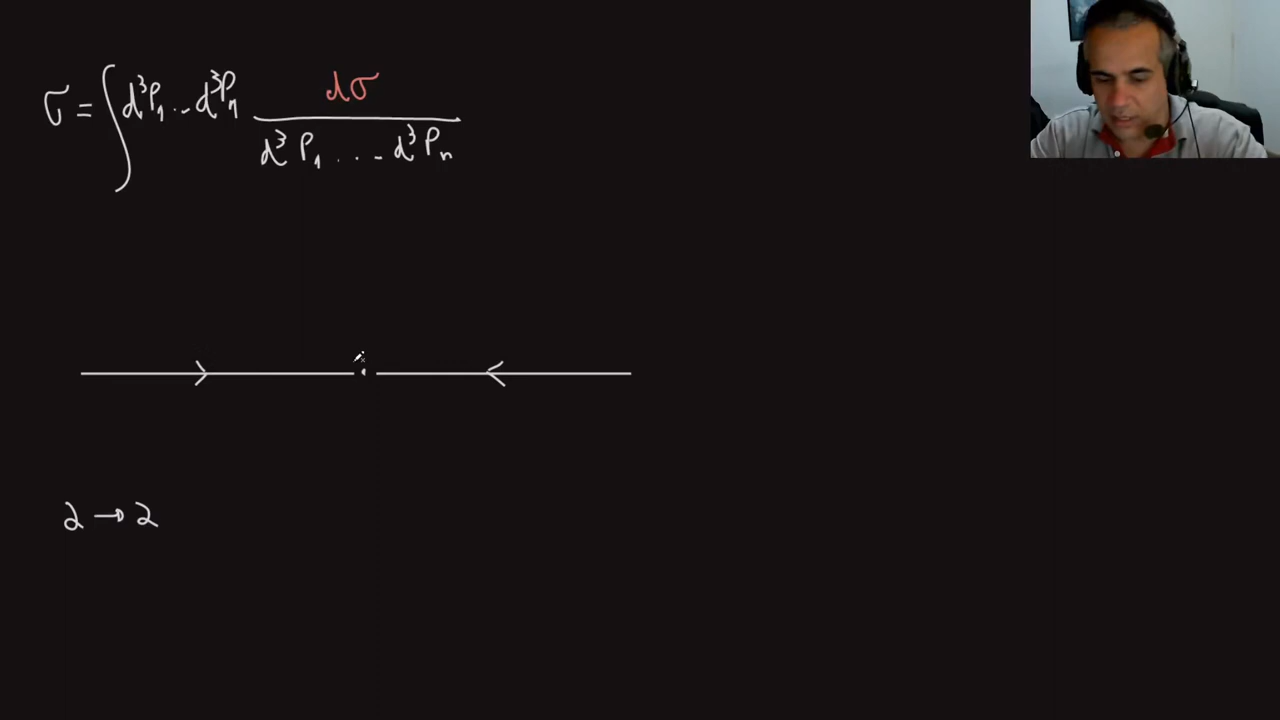 σ = ∫ d³P₁ ... d³Pₙ dσ / d³P₁ .... d³Pₙ
2 → 2